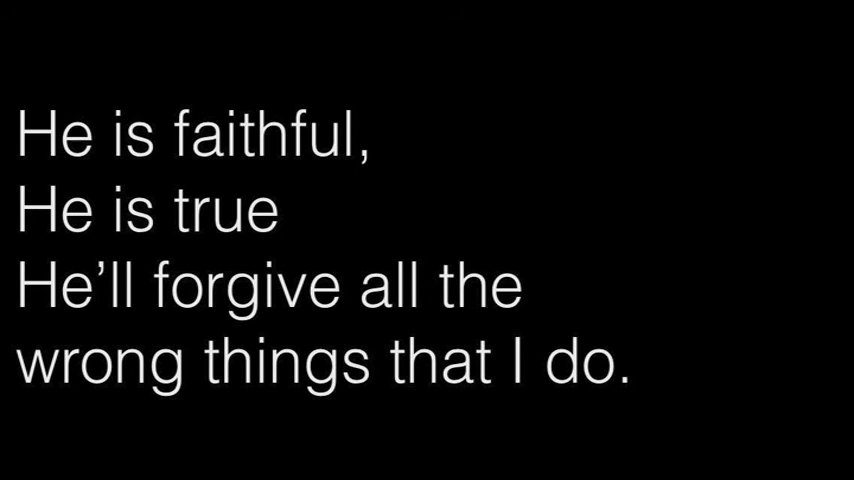 He is faithful,
He is true
He’ll forgive all the
wrong things that I do.